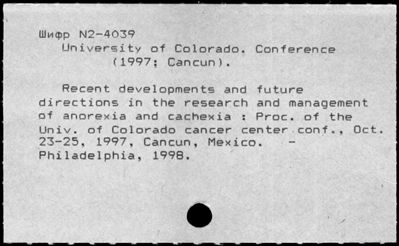 Шифр N2-4039
University of Colorado. Conference
(1997; Cancun).
Recent developments and future
directions in the research and management
of anorexia and cachexia : Proc. of the
Univ. of Colorado cancer center conf., Oct.
23-25, 1997, Cancun, Mexico. -
Philadelphia, 1998.